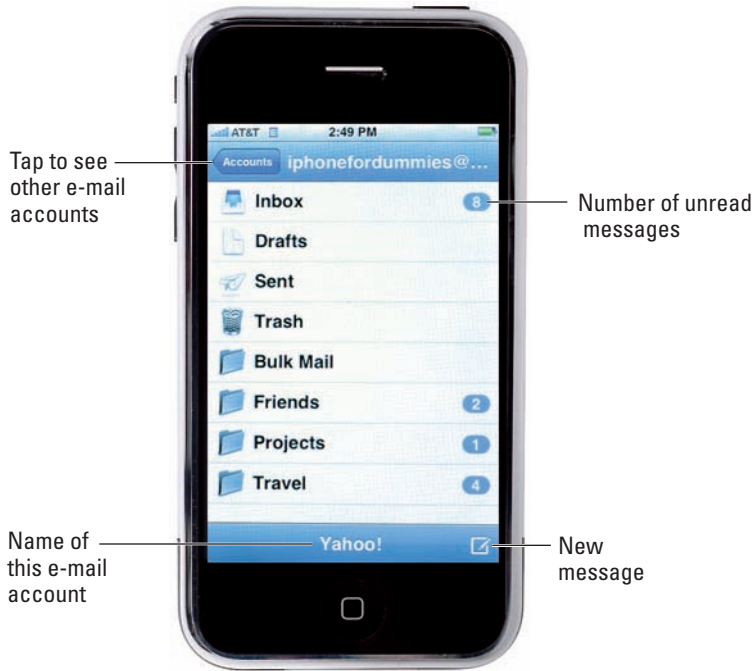 AT&T 2:49 PM
Accounts iphonefordummies@...
Tap to see
other e-mail
accounts
Inbox 8
Number of unread
messages
Drafts
Sent
Trash
Bulk Mail
Friends 2
Projects 1
Travel 4
Name of
this e-mail
account
Yahoo!
New
message